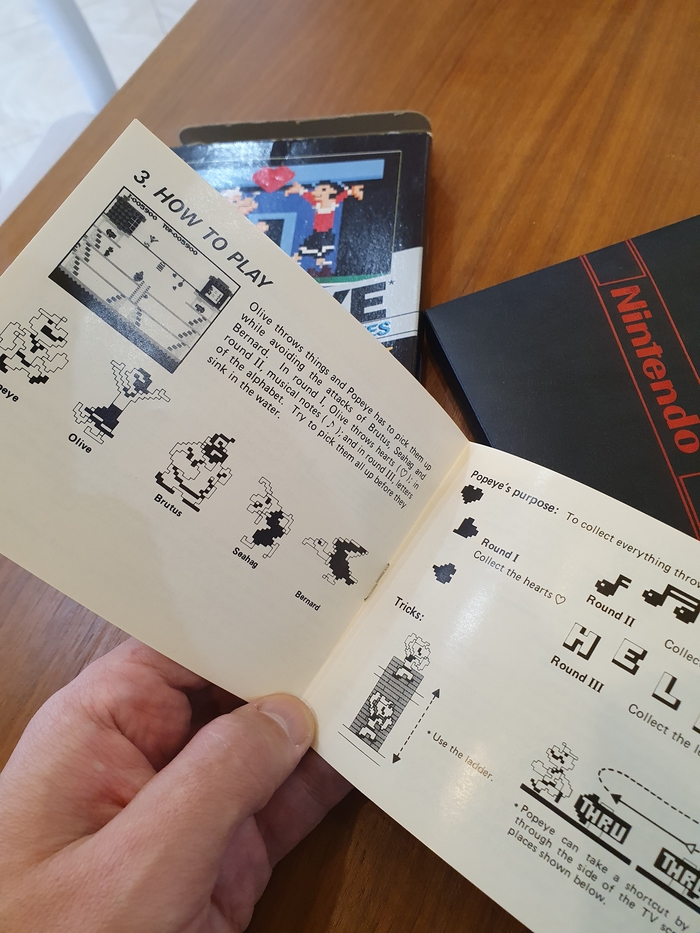 3. HOW TO PLAY
Olive throws things and Popeye has to pick them up
while avoiding the attacks of Brutus, Seahag and
Bernard. In round I, Olive throws hearts (♡); in
round II, musical notes (♪); and in round III, letters
of the alphabet. Try to pick them all up before they
sink in the water.
Olive
Brutus
Seahag
Bernard
Popeye's purpose: To collect everything
Round I
Collect the hearts ♡
Round II
H E L
Round III
Collect the
Tricks:
• Use the ladder.
THRU
• Popeye can take a shortcut by
through the side of the TV
places shown below.
Nintendo